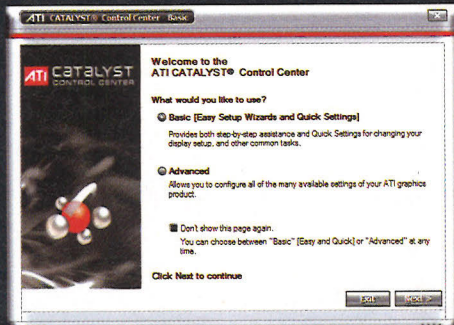 ATI CATALYST® Control Center - Basic
ATI CATALYST
CONTROL CENTER
Welcome to the
ATI CATALYST® Control Center
What would you like to use?
Basic [Easy Setup Wizards and Quick Settings]
Provides both step-by-step assistance and Quick Settings for changing your
display setup, and other common tasks.
Advanced
Allows you to configure all of the many available settings of your ATI graphics
product.
Don't show this page again.
You can choose between "Basic" [Easy and Quick] or "Advanced" at any
time.
Click Next to continue
Exit
Next >